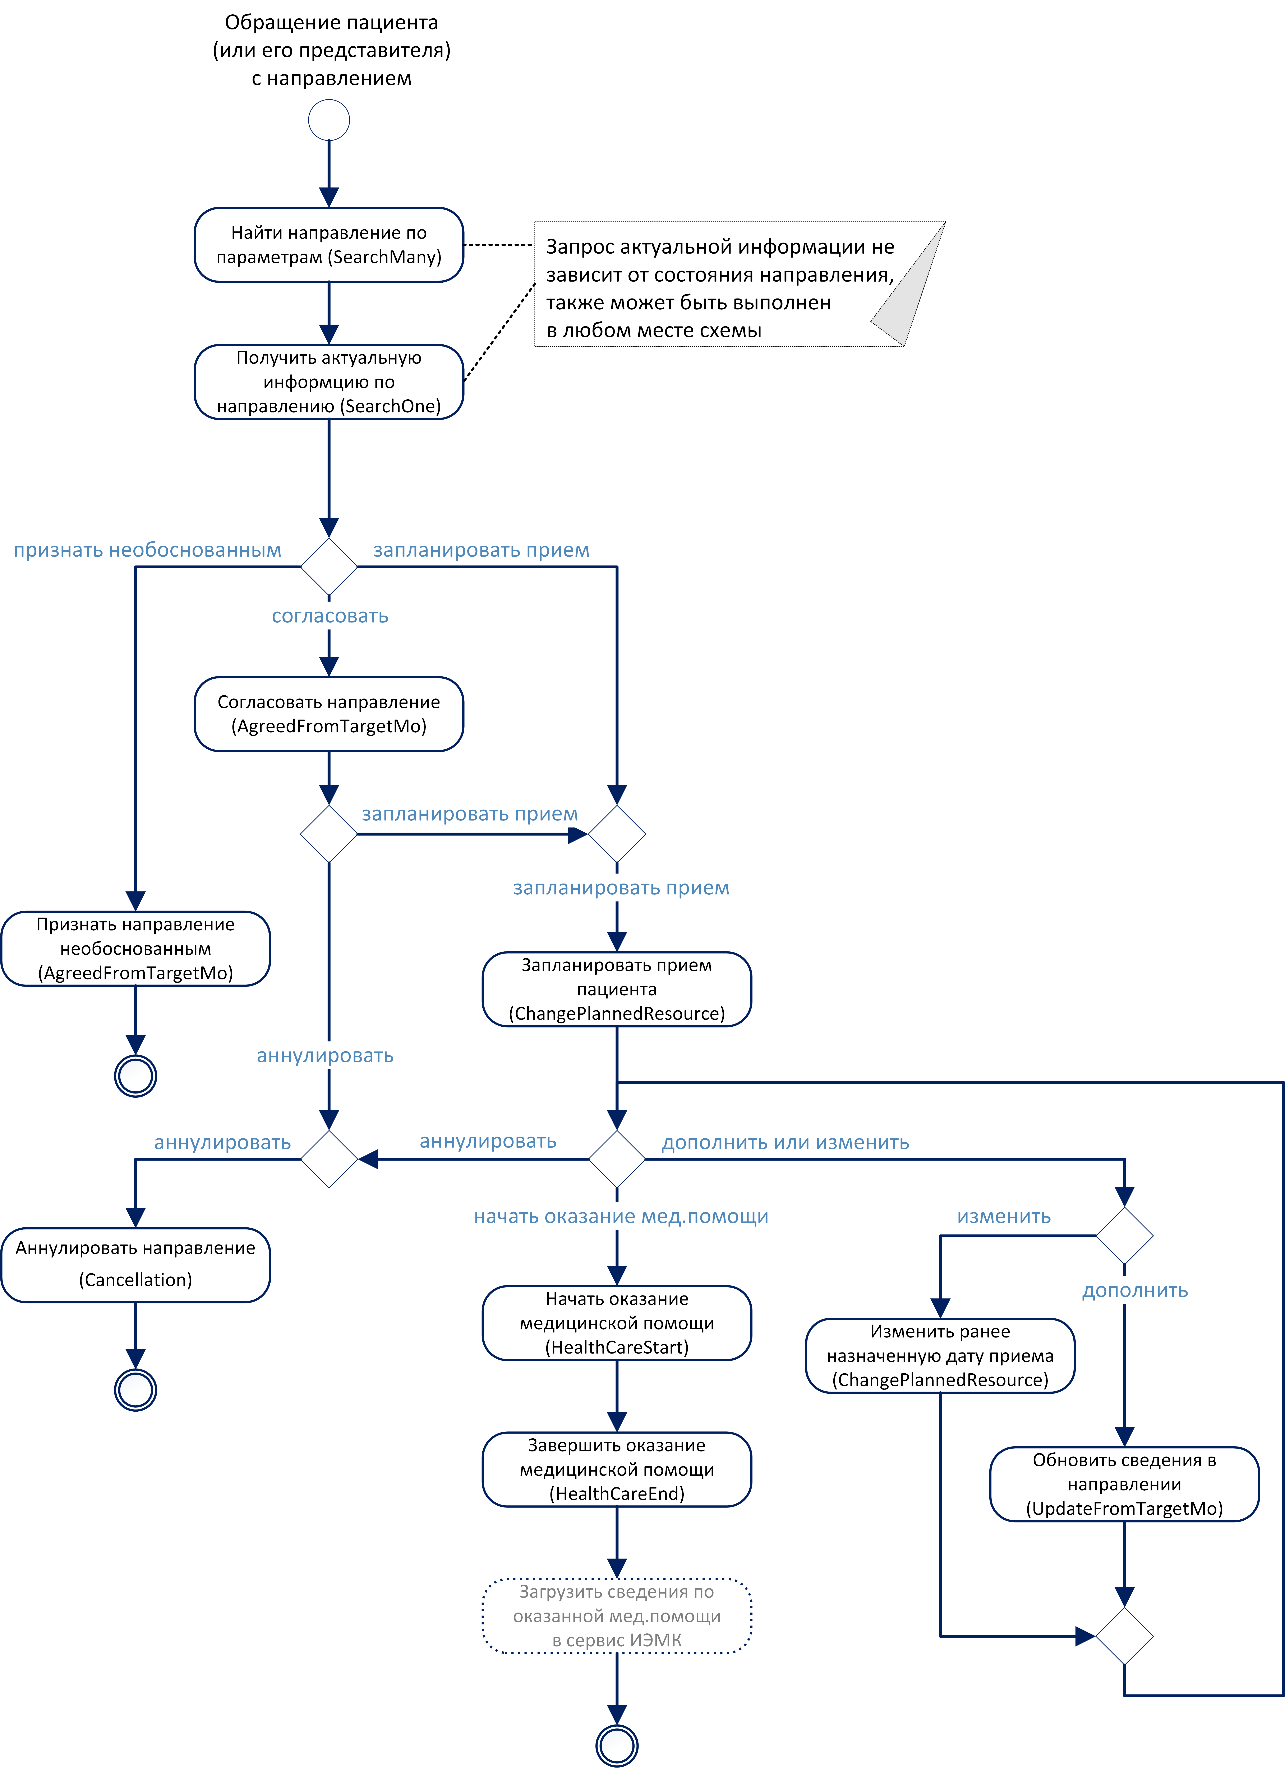 Обращение пациента
(или его представителя)
с направлением
Найти направление по
параметрам (SearchMany)
Запрос актуальной информации не
зависит от состояния направления,
также может быть выполнен
в любом месте схемы
Получить актуальную
информцию по
направлению (SearchOne)
признать необоснованным
запланировать прием
согласовать
Согласовать направление
(AgreedFromTargetMo)
запланировать прием
запланировать прием
Признать направление
необоснованным
(AgreedFromTargetMo)
Запланировать прием
пациента
(ChangePlannedResource)
аннулировать
аннулировать
аннулировать
дополнить или изменить
начать оказание мед.помощи
изменить
Аннулировать направление
(Cancellation)
дополнить
Начать оказание
медицинской помощи
(HealthCareStart)
Изменить ранее
назначенную дату приема
(ChangePlannedResource)
Завершить оказание
медицинской помощи
(HealthCareEnd)
Обновить сведения в
направлении
(UpdateFromTargetMo)
Загрузить сведения по
оказанной мед.помощи
в сервис ИЭМК